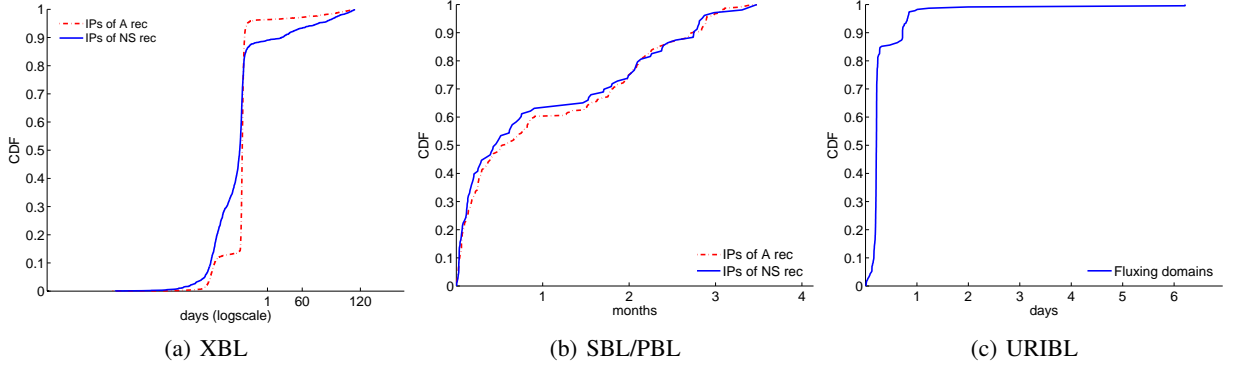 IPs of A rec
IPs of NS rec
CDF
1
0.9
0.8
0.7
0.6
0.5
0.4
0.3
0.2
0.1
0
1 60 120
days (logscale)
(a) XBL
CDF
1
0.9
0.8
0.7
0.6
0.5
0.4
0.3
0.2
0.1
0
IPs of A rec
IPs of NS rec
1 2 3 4
months
(b) SBL/PBL
CDF
1
0.9
0.8
0.7
0.6
0.5
0.4
0.3
0.2
0.1
0
Fluxing domains
0 1 2 3 4 5 6
days
(c) URIBL